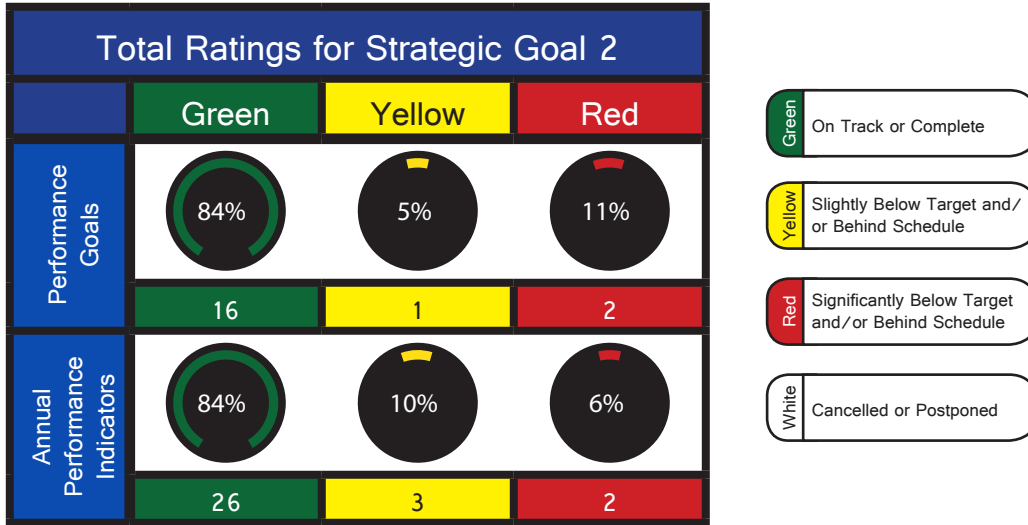 Total Ratings for Strategic Goal 2
Green Yellow Red
Performance
Goals
84% 5% 11%
16 1 2
Annual
Performance
Indicators
84% 10% 6%
26 3 2
Green
On Track or Complete
Yellow
Slightly Below Target and/
or Behind Schedule
Red
Significantly Below Target
and/or Behind Schedule
White
Cancelled or Postponed